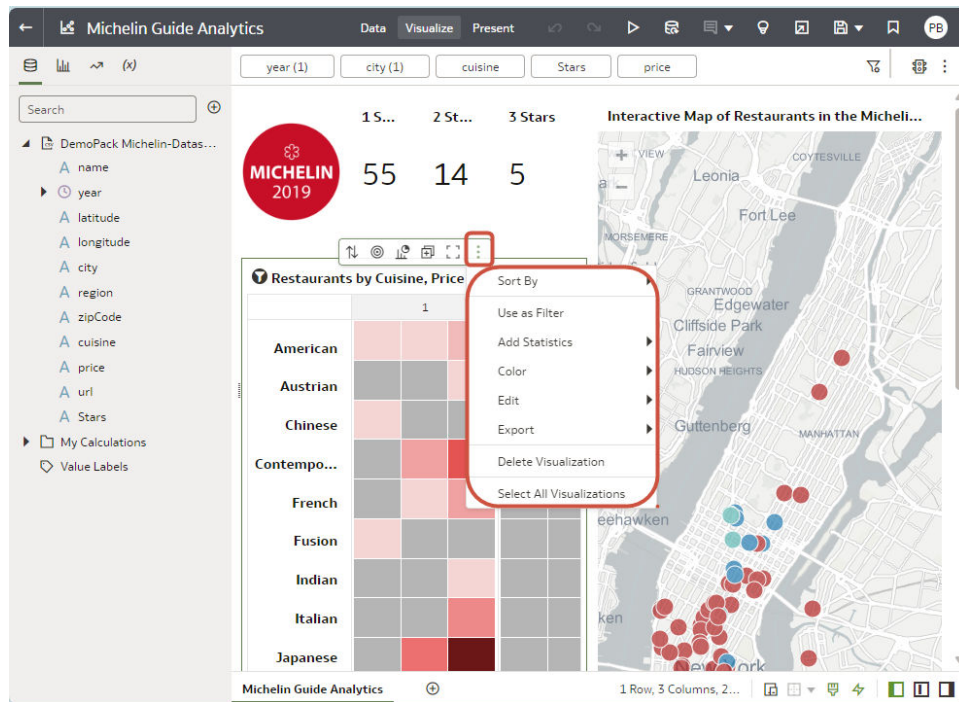 Michelin Guide Analytics
Data Visualize Present
PB
(x)
year (1) city (1) cuisine Stars price
Search
DemoPack Michelin-Datas...
A name
year
A latitude
A longitude
A city
A region
A zipCode
A cuisine
A price
A url
A Stars
My Calculations
Value Labels
MICHELIN
2019
1 S... 2 St... 3 Stars
55 14 5
Restaurants by Cuisine, Price
1
American
Austrian
Chinese
Contempo...
French
Fusion
Indian
Italian
Japanese
Sort By
Use as Filter
Add Statistics
Color
Edit
Export
Delete Visualization
Select All Visualizations
Interactive Map of Restaurants in the Micheli...
VIEW
COYTESVILLE
Leonia
Fort Lee
MORSEMERE
GRANTWOOD
Edgewater
Cliffside Park
Fairview
HUDSON HEIGHTS
Guttenberg
MANHATTAN
eehawken
ken
New York
Michelin Guide Analytics
1 Row, 3 Columns, 2...